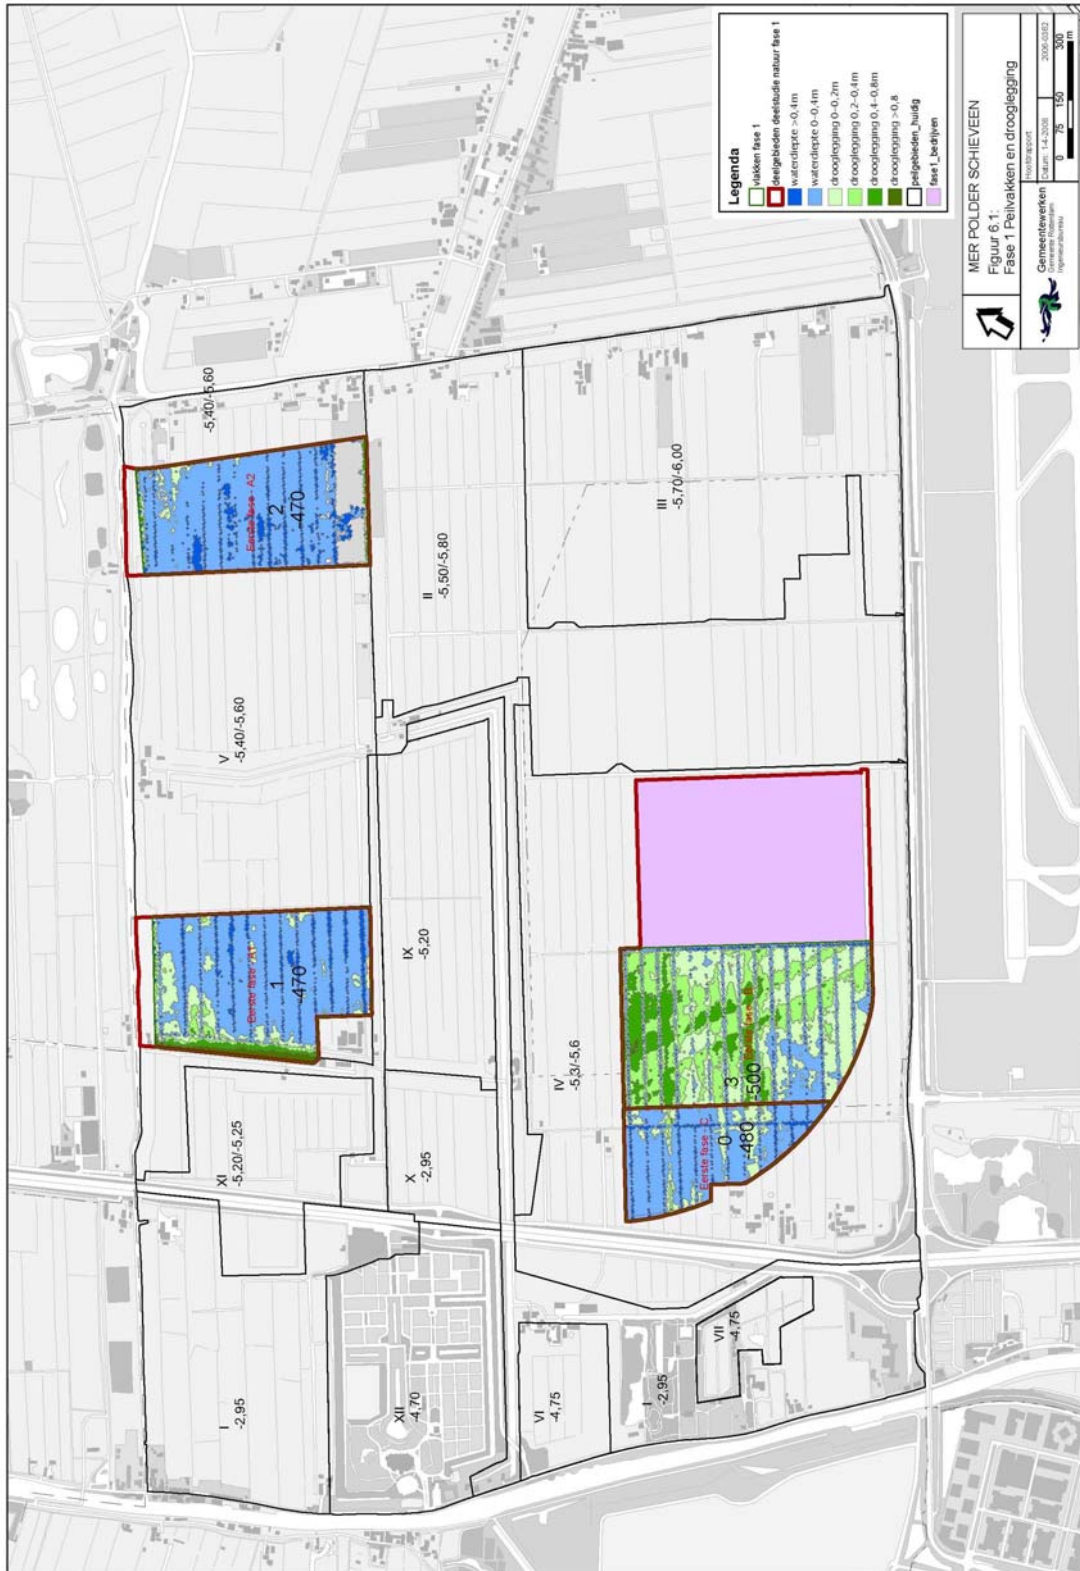 Legenda
vlakken fase 1
deelgebieden deelstudie natuur fase 1
waterdiepte >0,4m
waterdiepte 0-0,4m
drooglegging 0-0,2m
drooglegging 0,2-0,4m
drooglegging 0,4-0,8m
drooglegging >0,8
peilgebieden_huidig
fase1_bedrijven
MER POLDER SCHIEVEEN
Figuur 6.1:
Fase 1 Peilvakken en drooglegging
Hoofdrapport
Datum: 1-4-2008
Gemeentewerken
Gemeente Rotterdam
Ingenieursbureau
0 75 150 300
m
I
-2,95
XI
-5,20/-5,25
Eerste fase - A1
1
-470
V
-5,40/-5,60
Eerste fase - A2
2
-470
-5,40/-5,60
XII
-4,70
X
-2,95
IX
-5,20
II
-5,50/-5,80
VI
-4,75
IV
-5,3/-5,6
III
-5,70/-6,00
I
-2,95
VII
-4,75
Eerste fase - C
0
-480
3
-500